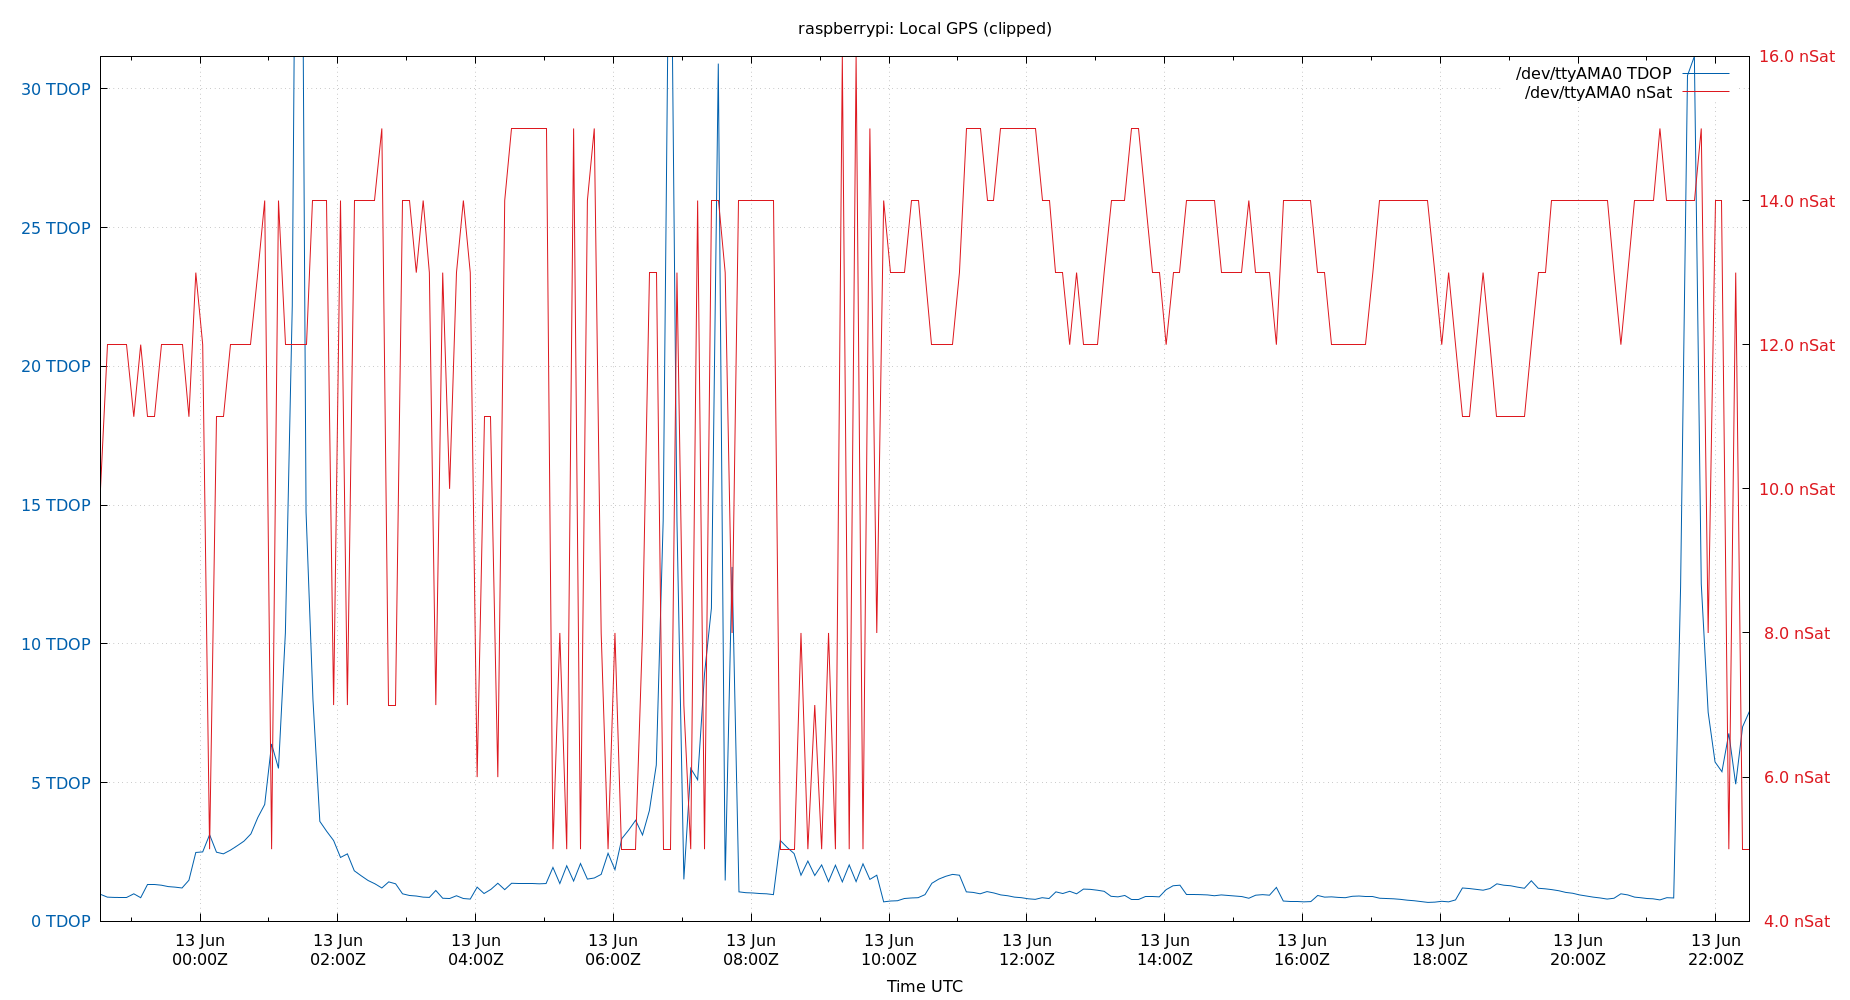 raspberrypi: Local GPS (clipped)
/dev/ttyAMA0 TDOP
/dev/ttyAMA0 nSat
30 TDOP
25 TDOP
20 TDOP
15 TDOP
10 TDOP
5 TDOP
0 TDOP
16.0 nSat
14.0 nSat
12.0 nSat
10.0 nSat
8.0 nSat
6.0 nSat
4.0 nSat
13 Jun 13 Jun 13 Jun 13 Jun 13 Jun 13 Jun 13 Jun 13 Jun 13 Jun 13 Jun 13 Jun 13 Jun
00:00Z 02:00Z 04:00Z 06:00Z 08:00Z 10:00Z 12:00Z 14:00Z 16:00Z 18:00Z 20:00Z 22:00Z
Time UTC